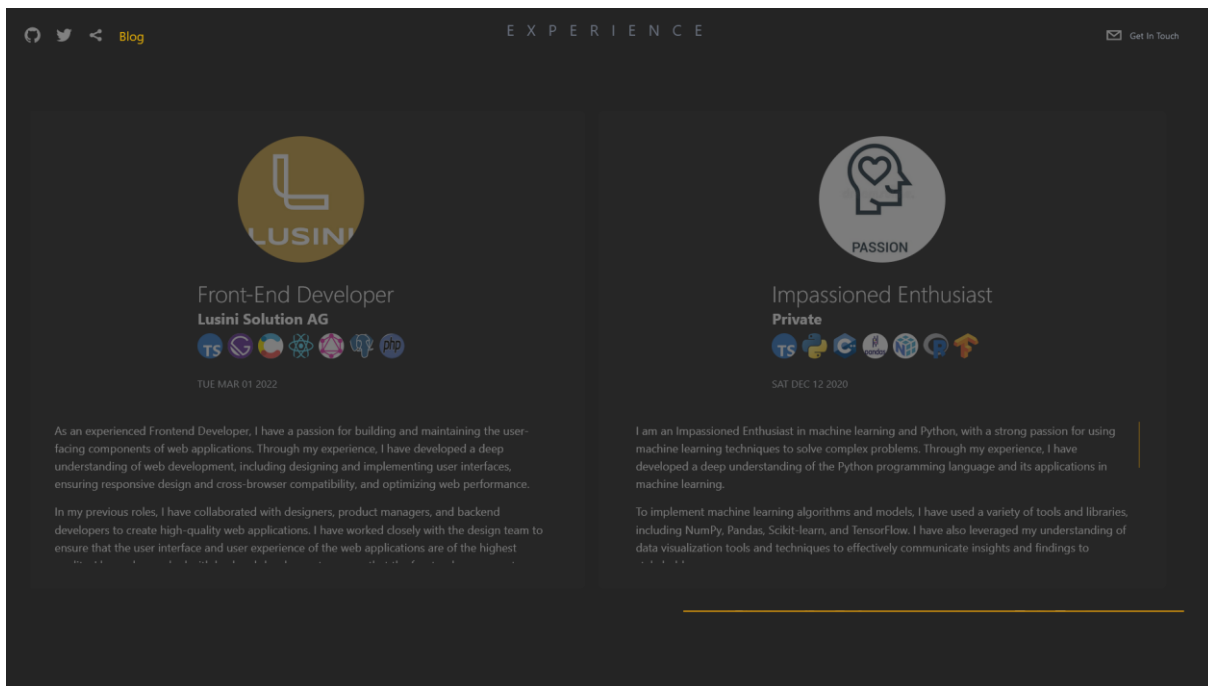 Blog
EXPERIENCE
Get In Touch
LUSINI
Front-End Developer
Lusini Solution AG
TS
php
TUE MAR 01 2022
As an experienced Frontend Developer, I have a passion for building and maintaining the user-
facing components of web applications. Through my experience, I have developed a deep
understanding of web development, including designing and implementing user interfaces,
ensuring responsive design and cross-browser compatibility, and optimizing web performance.
In my previous roles, I have collaborated with designers, product managers, and backend
developers to create high-quality web applications. I have worked closely with the design team to
ensure that the user interface and user experience of the web applications are of the highest
PASSION
Impassioned Enthusiast
Private
TS
pandas
SAT DEC 12 2020
I am an Impassioned Enthusiast in machine learning and Python, with a strong passion for using
machine learning techniques to solve complex problems. Through my experience, I have
developed a deep understanding of the Python programming language and its applications in
machine learning.
To implement machine learning algorithms and models, I have used a variety of tools and libraries,
including NumPy, Pandas, Scikit-learn, and TensorFlow. I have also leveraged my understanding of
data visualization tools and techniques to effectively communicate insights and findings to